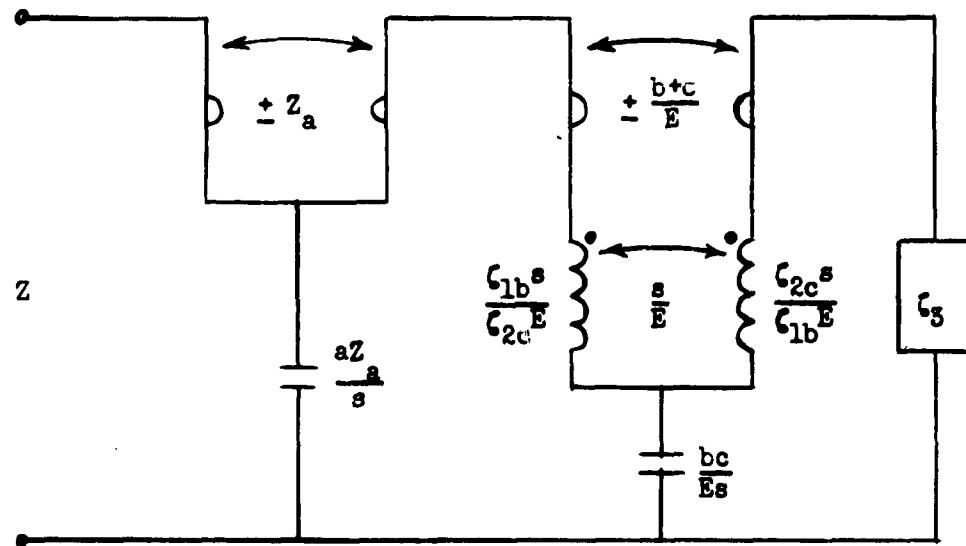 ± Z_a
± b+c/E
Z
ζ_1b s/ζ_2c E
s/E
ζ_2c s/ζ_1b E
ζ_3
aZ_a/s
bc/Es